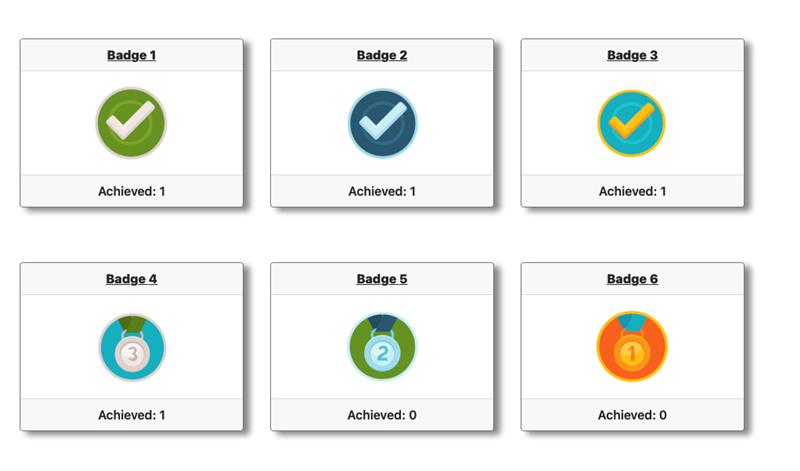 Badge 1
Badge 2
Badge 3
Achieved: 1
Achieved: 1
Achieved: 1
Badge 4
Badge 5
Badge 6
3
2
1
Achieved: 1
Achieved: 0
Achieved: 0